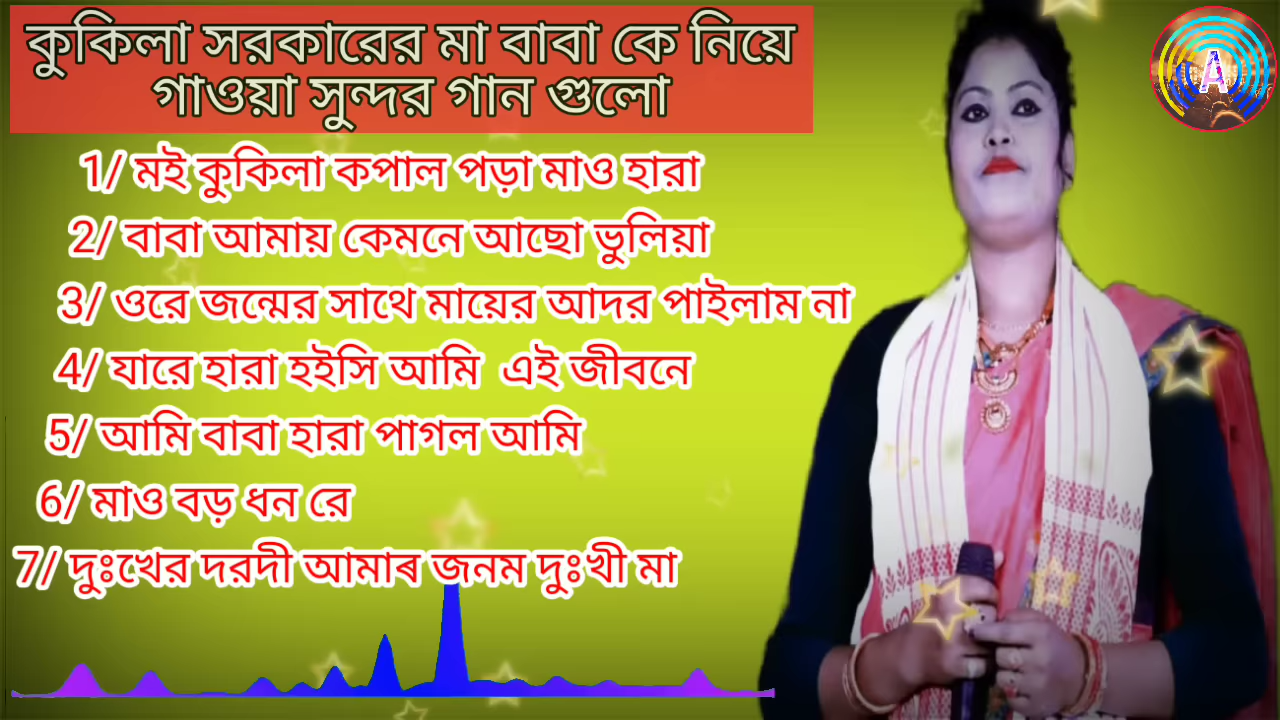 কুকিলা সরকারের মা বাবা কে নিয়ে
গাওয়া সুন্দর গান গুলো
A
1/ মই কুকিলা কপাল পড়া মাও হারা
2/ বাবা আমায় কেমনে আছো ভুলিয়া
3/ ওরে জন্মের সাথে মায়ের আদর পাইলাম না
4/ যারে হারা হইসি আমি এই জীবনে
5/ আমি বাবা হারা পাগল আমি
6/ মাও বড় ধন রে
7/ দুঃখের দরদী আমাৰ জনম দুঃখী মা